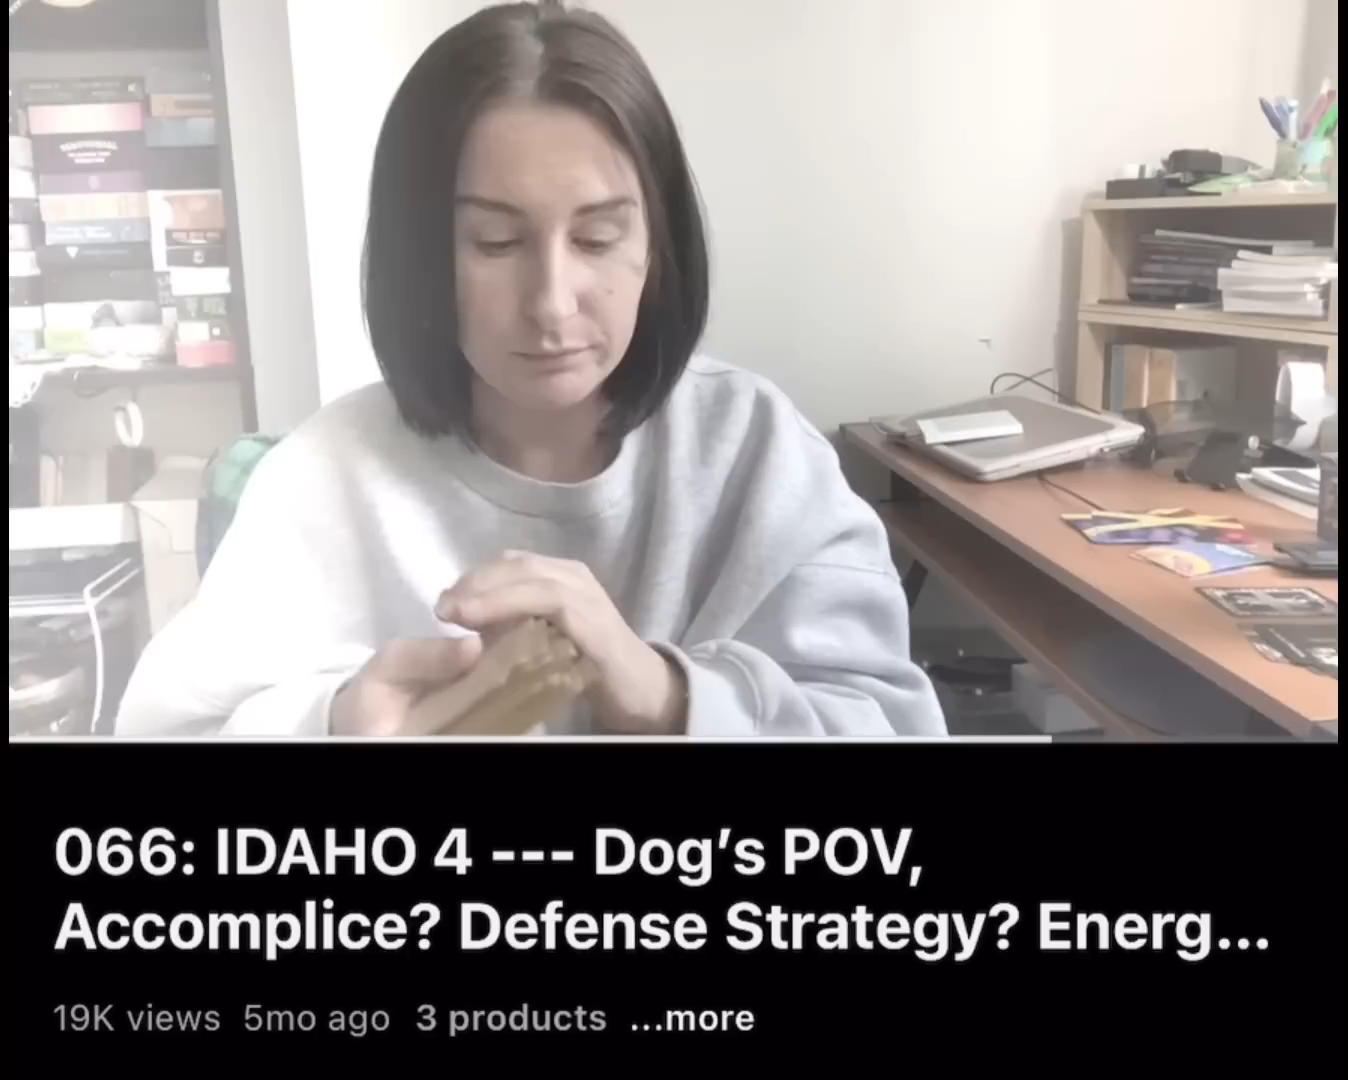 066: IDAHO 4 --- Dog’s POV,
Accomplice? Defense Strategy? Energ...
19K views 5mo ago 3 products ...more